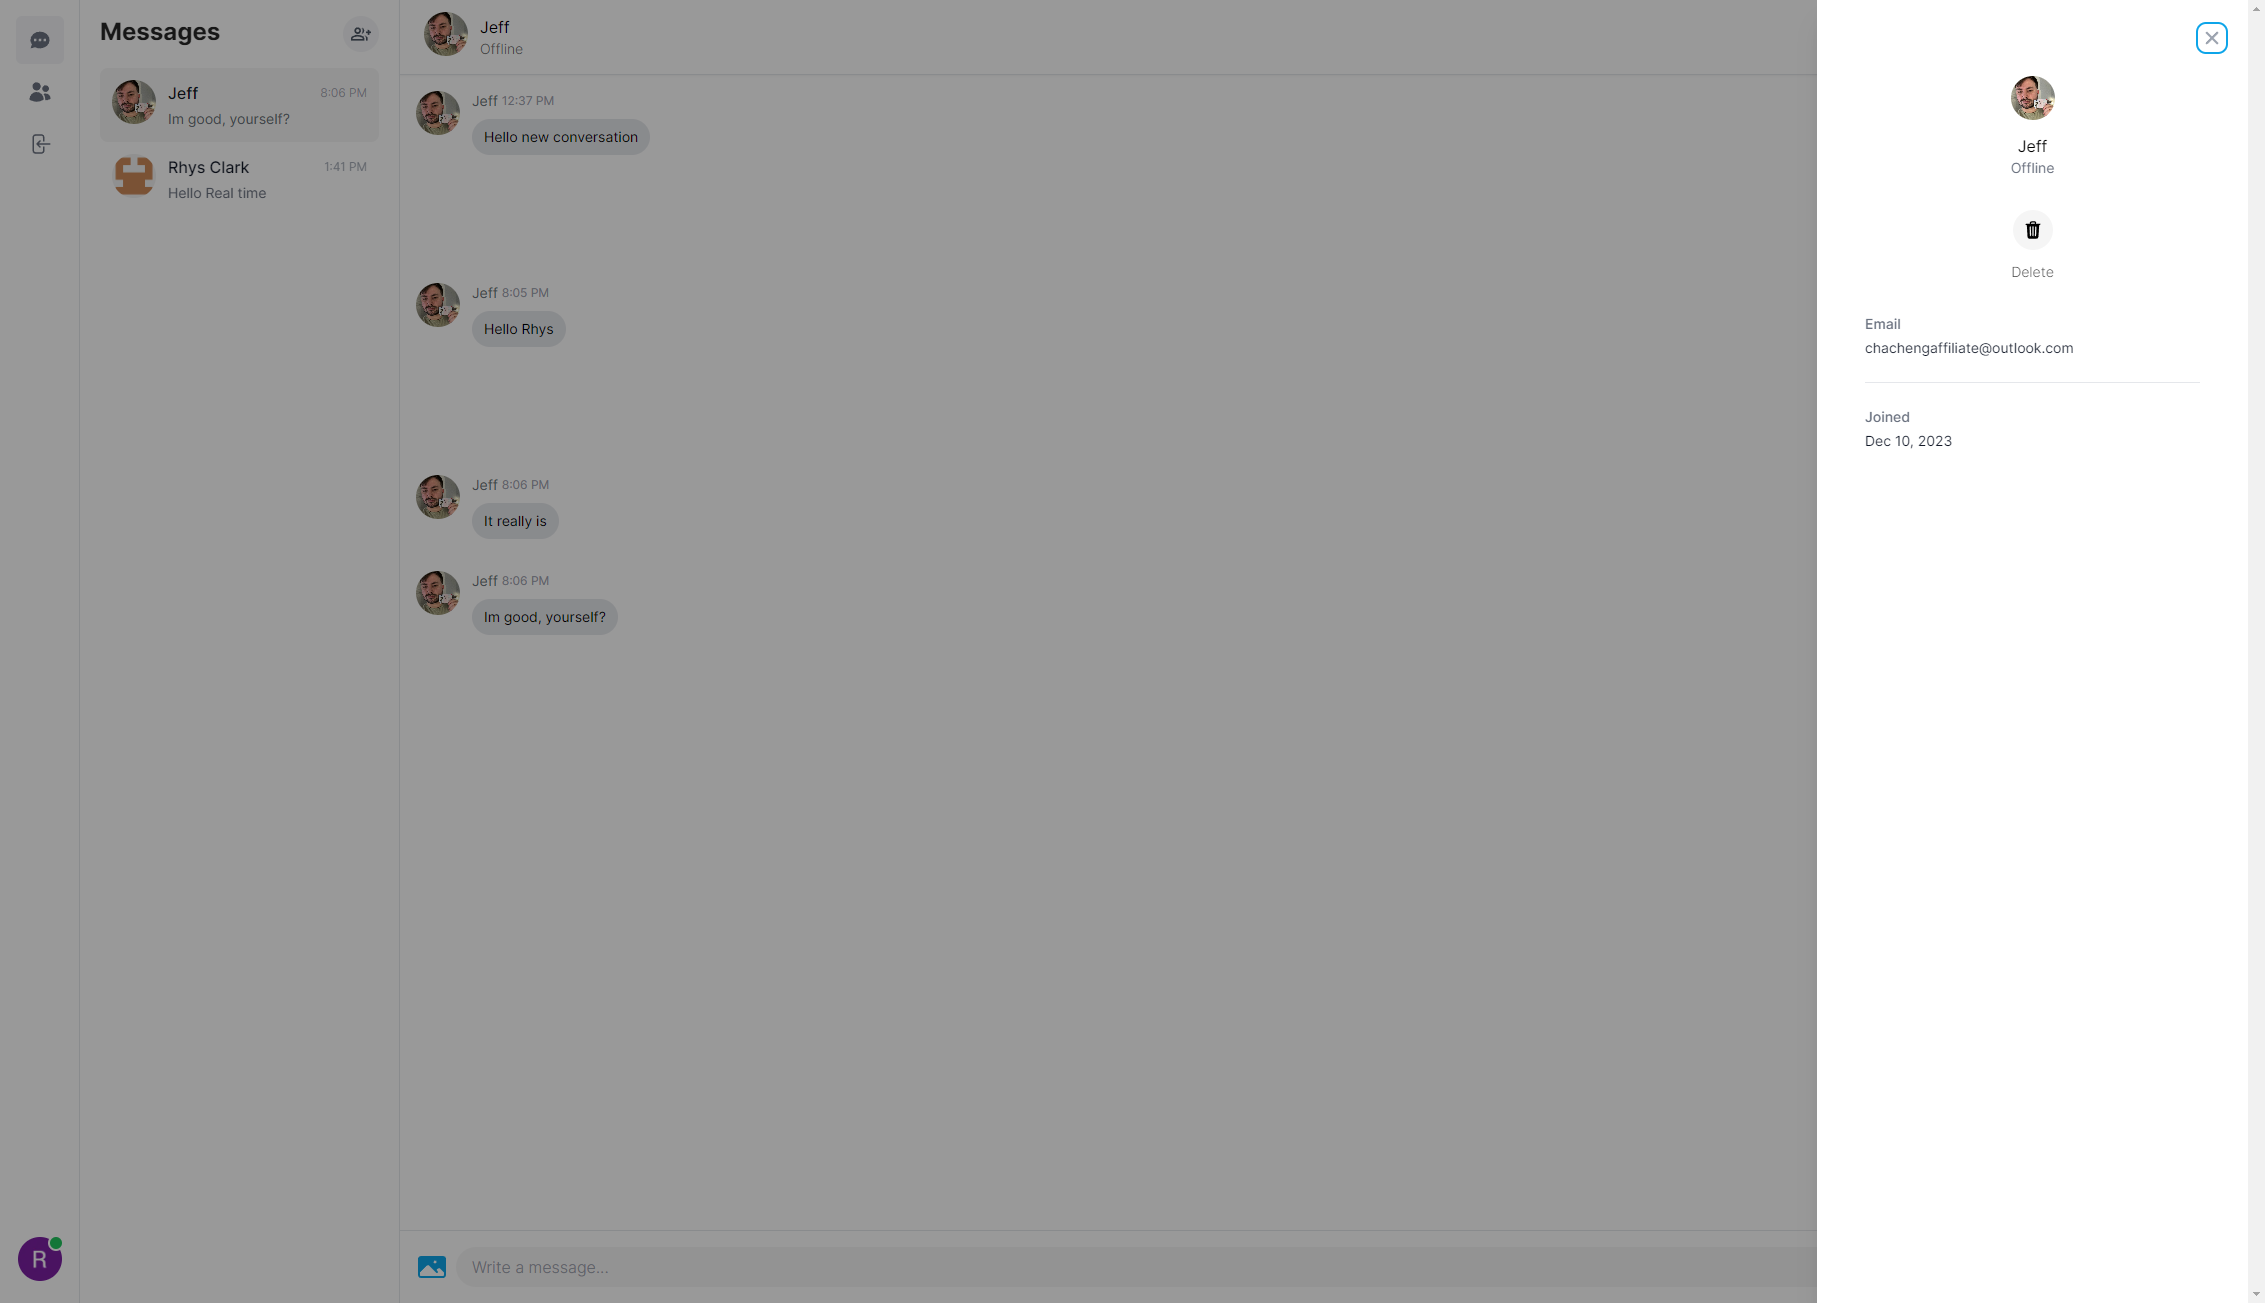 Messages
Jeff
8:06 PM
Im good, yourself?
Rhys Clark
1:41 PM
Hello Real time
R
Jeff
Offline
Jeff 12:37 PM
Hello new conversation
Jeff 8:05 PM
Hello Rhys
Jeff 8:06 PM
It really is
Jeff 8:06 PM
Im good, yourself?
Write a message...
Jeff
Offline
Delete
Email
chachengaffiliate@outlook.com
Joined
Dec 10, 2023